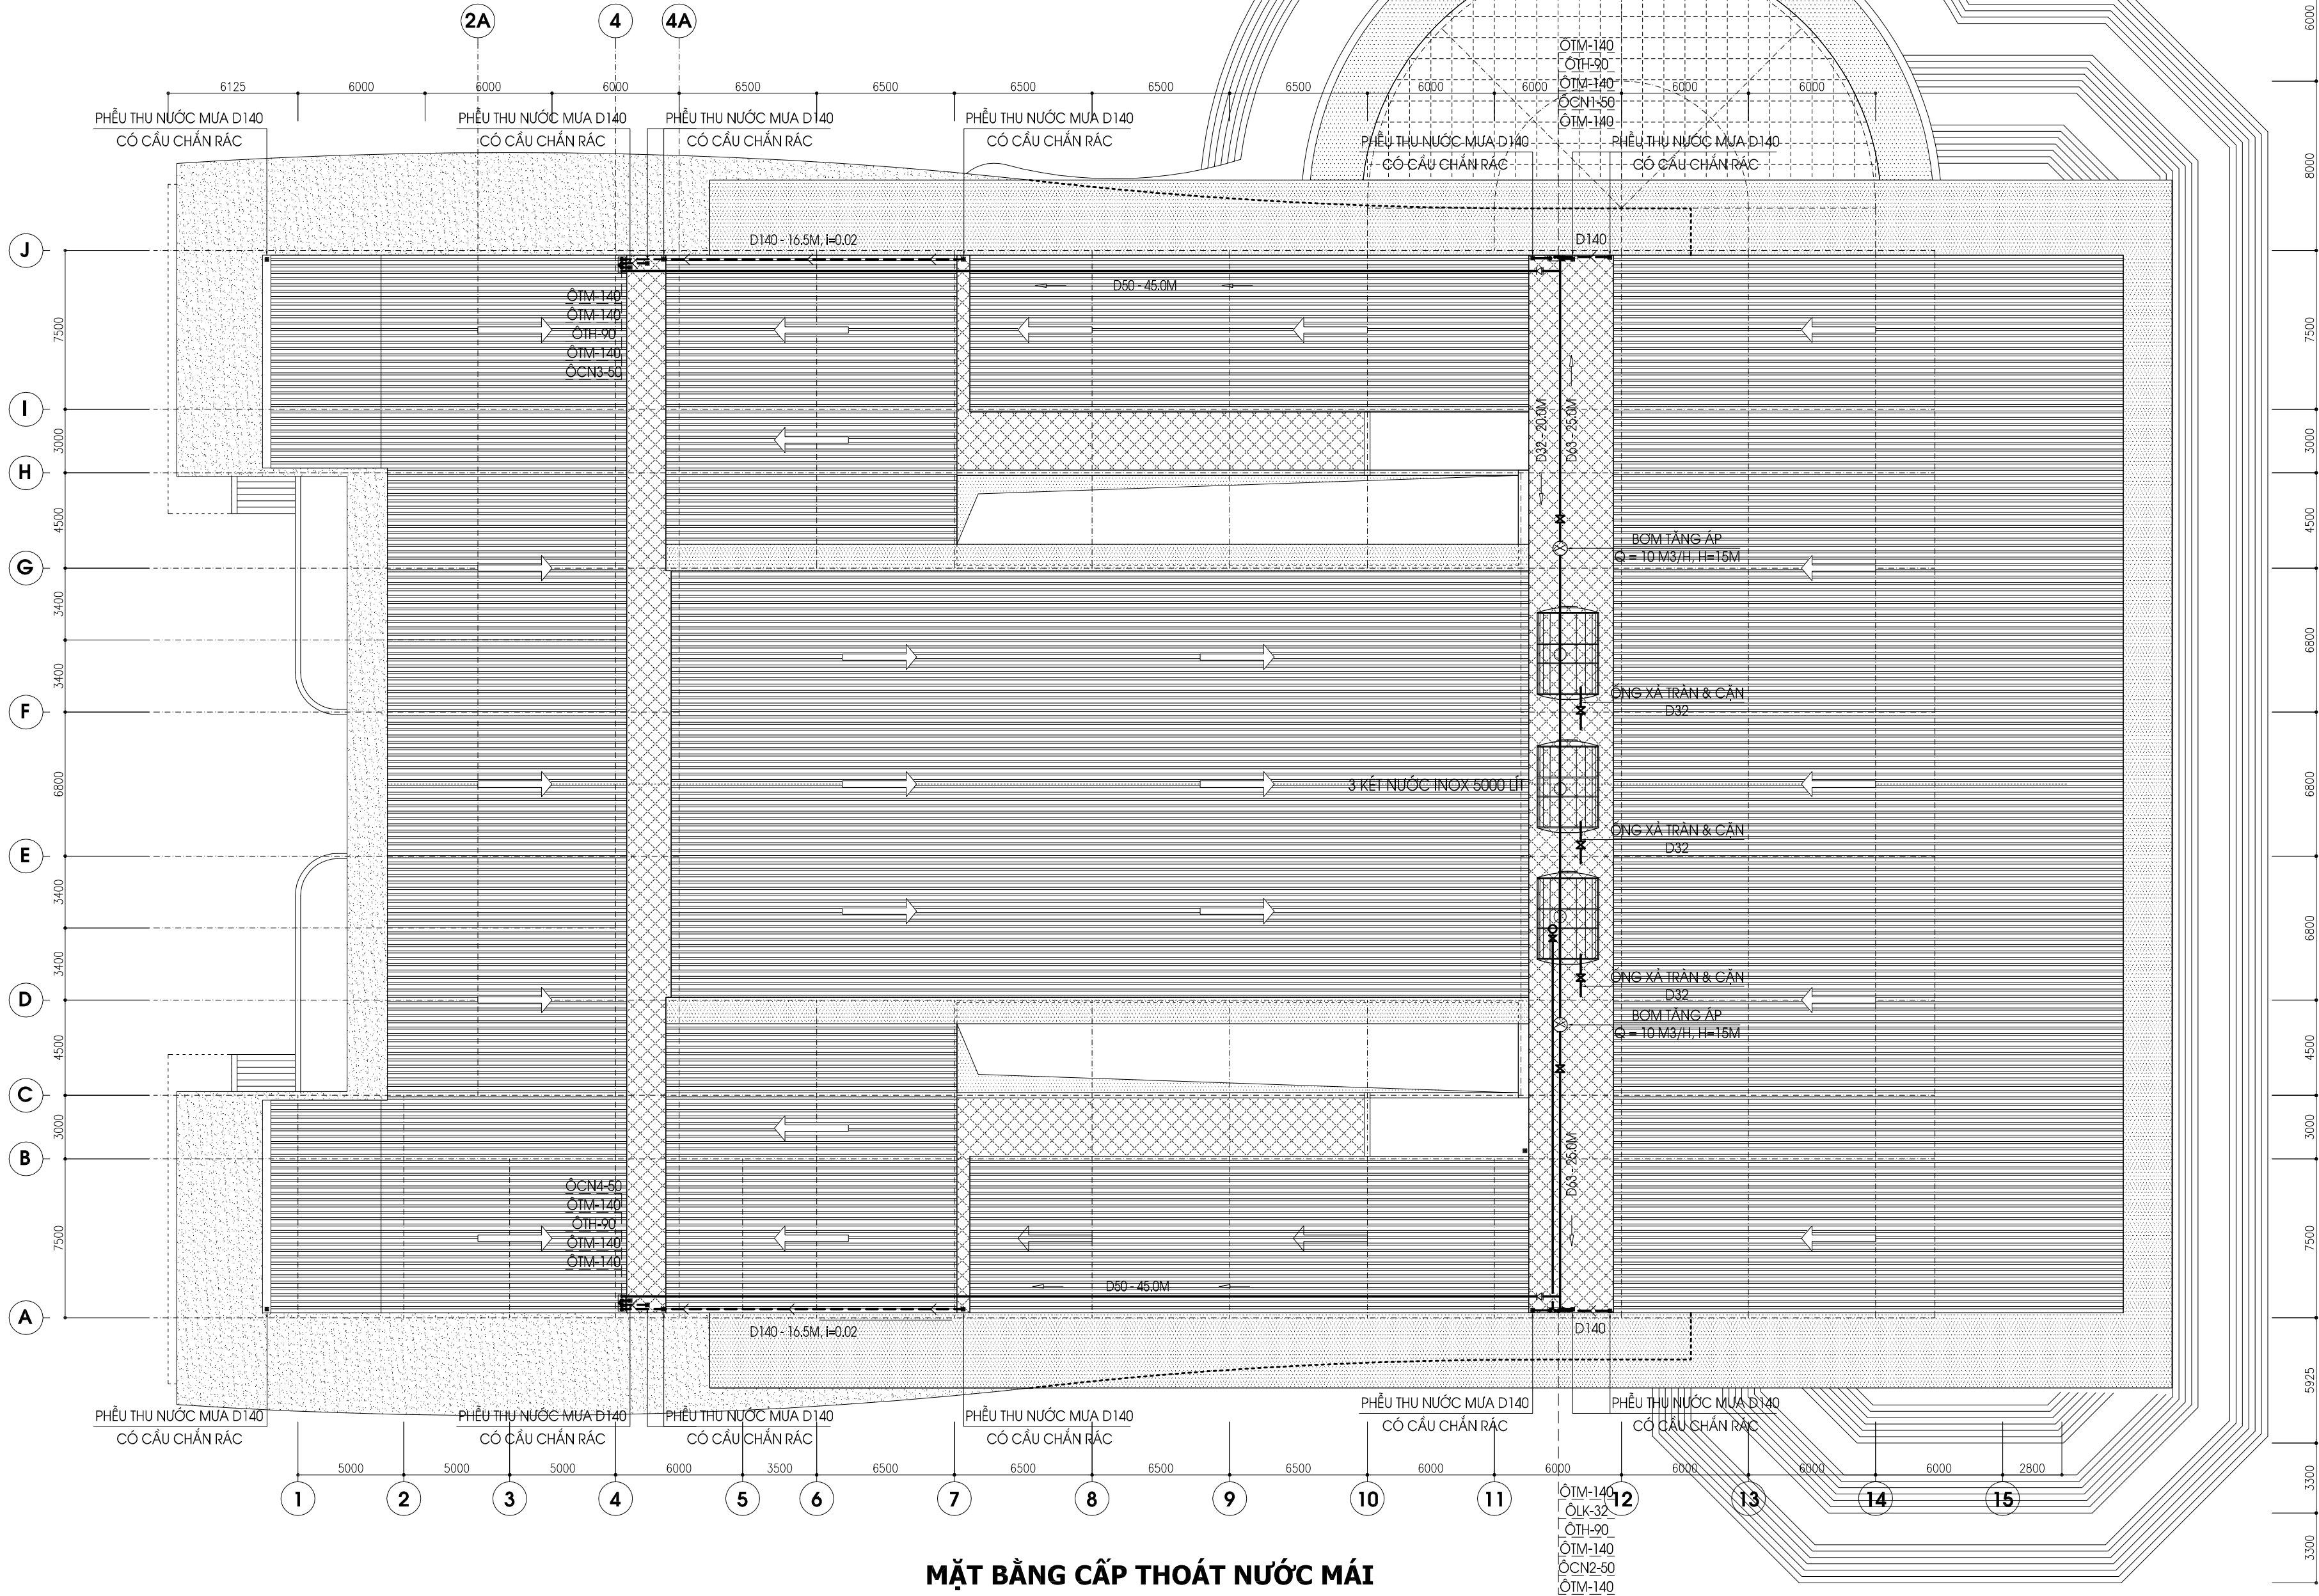 2A
4
4A
6125
6000
6000
6000
6500
6500
6500
6500
6500
6000
6000
6000
6000
6000
8000
ÔTM-140
ÔTH-90
ÔTM-140
ÔCN1-50
ÔTM-140
PHỄU THU NƯỚC MƯA D140
CÓ CẦU CHẮN RÁC
PHỄU THU NƯỚC MƯA D140
CÓ CẦU CHẮN RÁC
PHỄU THU NƯỚC MƯA D140
CÓ CẦU CHẮN RÁC
PHỄU THU NƯỚC MƯA D140
CÓ CẦU CHẮN RÁC
PHỄU THU NƯỚC MƯA D140
CÓ CẦU CHẮN RÁC
PHỄU THU NƯỚC MƯA D140
CÓ CẦU CHẮN RÁC
J
D140 - 16.5M, i=0.02
D140
D50 - 45.0M
ÔTM-140
ÔTM-140
ÔTH-90
ÔTM-140
ÔCN3-50
7500
7500
I
3000
3000
D32 - 20.0M
D63 - 25.0M
H
4500
4500
BƠM TĂNG ÁP
Q = 10 M3/H, H=15M
G
3400
3400
6800
ỐNG XẢ TRÀN & CẶN
D32
F
6800
6800
3 KÉT NƯỚC INOX 5000 LÍT
ỐNG XẢ TRÀN & CẶN
D32
E
3400
3400
6800
ỐNG XẢ TRÀN & CẶN
D32
D
BƠM TĂNG ÁP
Q = 10 M3/H, H=15M
4500
4500
C
3000
3000
B
D63 - 25.0M
ÔCN4-50
ÔTM-140
ÔTH-90
ÔTM-140
ÔTM-140
7500
7500
D50 - 45.0M
A
D140 - 16.5M, i=0.02
D140
5925
PHỄU THU NƯỚC MƯA D140
CÓ CẦU CHẮN RÁC
PHỄU THU NƯỚC MƯA D140
CÓ CẦU CHẮN RÁC
PHỄU THU NƯỚC MƯA D140
CÓ CẦU CHẮN RÁC
PHỄU THU NƯỚC MƯA D140
CÓ CẦU CHẮN RÁC
PHỄU THU NƯỚC MƯA D140
CÓ CẦU CHẮN RÁC
PHỄU THU NƯỚC MƯA D140
CÓ CẦU CHẮN RÁC
5000
5000
5000
6000
3500
6500
6500
6500
6500
6000
6000
6000
6000
6000
2800
3300
3300
1
2
3
4
5
6
7
8
9
10
11
12
13
14
15
ÔTM-140
ÔLK-32
ÔTH-90
ÔTM-140
ÔCN2-50
ÔTM-140
MẶT BẰNG CẤP THOÁT NƯỚC MÁI